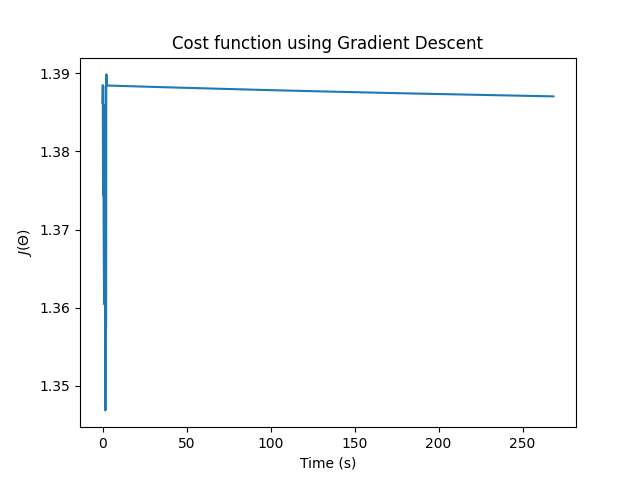 Cost function using Gradient Descent
J(Θ)
1.39
1.38
1.37
1.36
1.35
0 50 100 150 200 250
Time (s)